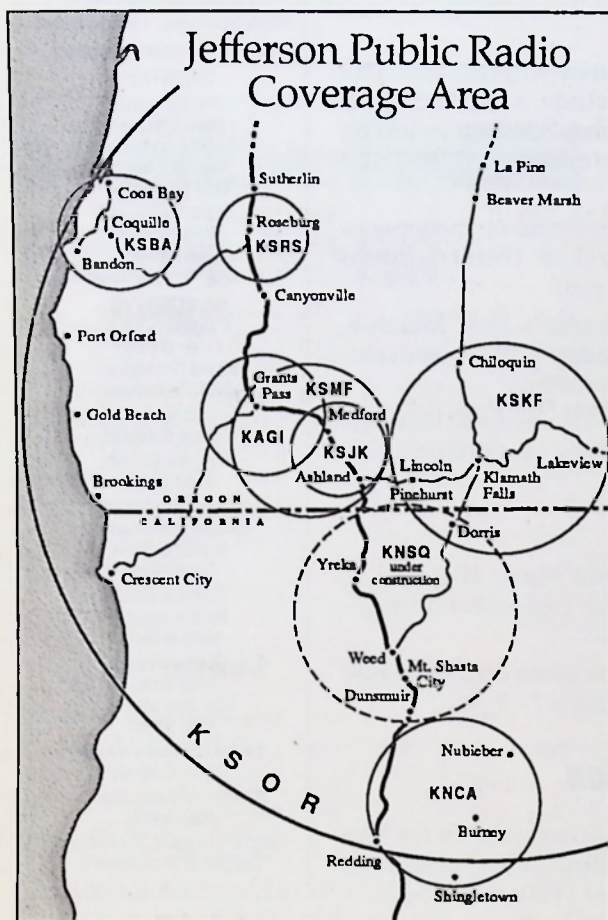 Jefferson Public Radio
Coverage Area
La Pine
Sutherlin
Beaver Marsh
Coos Bay
Coquille
KSBA
Bandon
Roseburg
KSRS
Canyonville
Port Orford
Chiloquin
Grants
Pass
KSMF
KSKF
Gold Beach
Medford
KAGI
KSJK
Ashland
Lincoln
Pinehurst
Klamath
Falls
Lakeview
Brookings
OREGON
CALIFORNIA
Dorris
KNSQ
under
construction
Yreka
Crescent City
Weed
Mt. Shasta
City
Dunsmuir
KSOR
Nubieber
KNCA
Burney
Redding
Shingletown